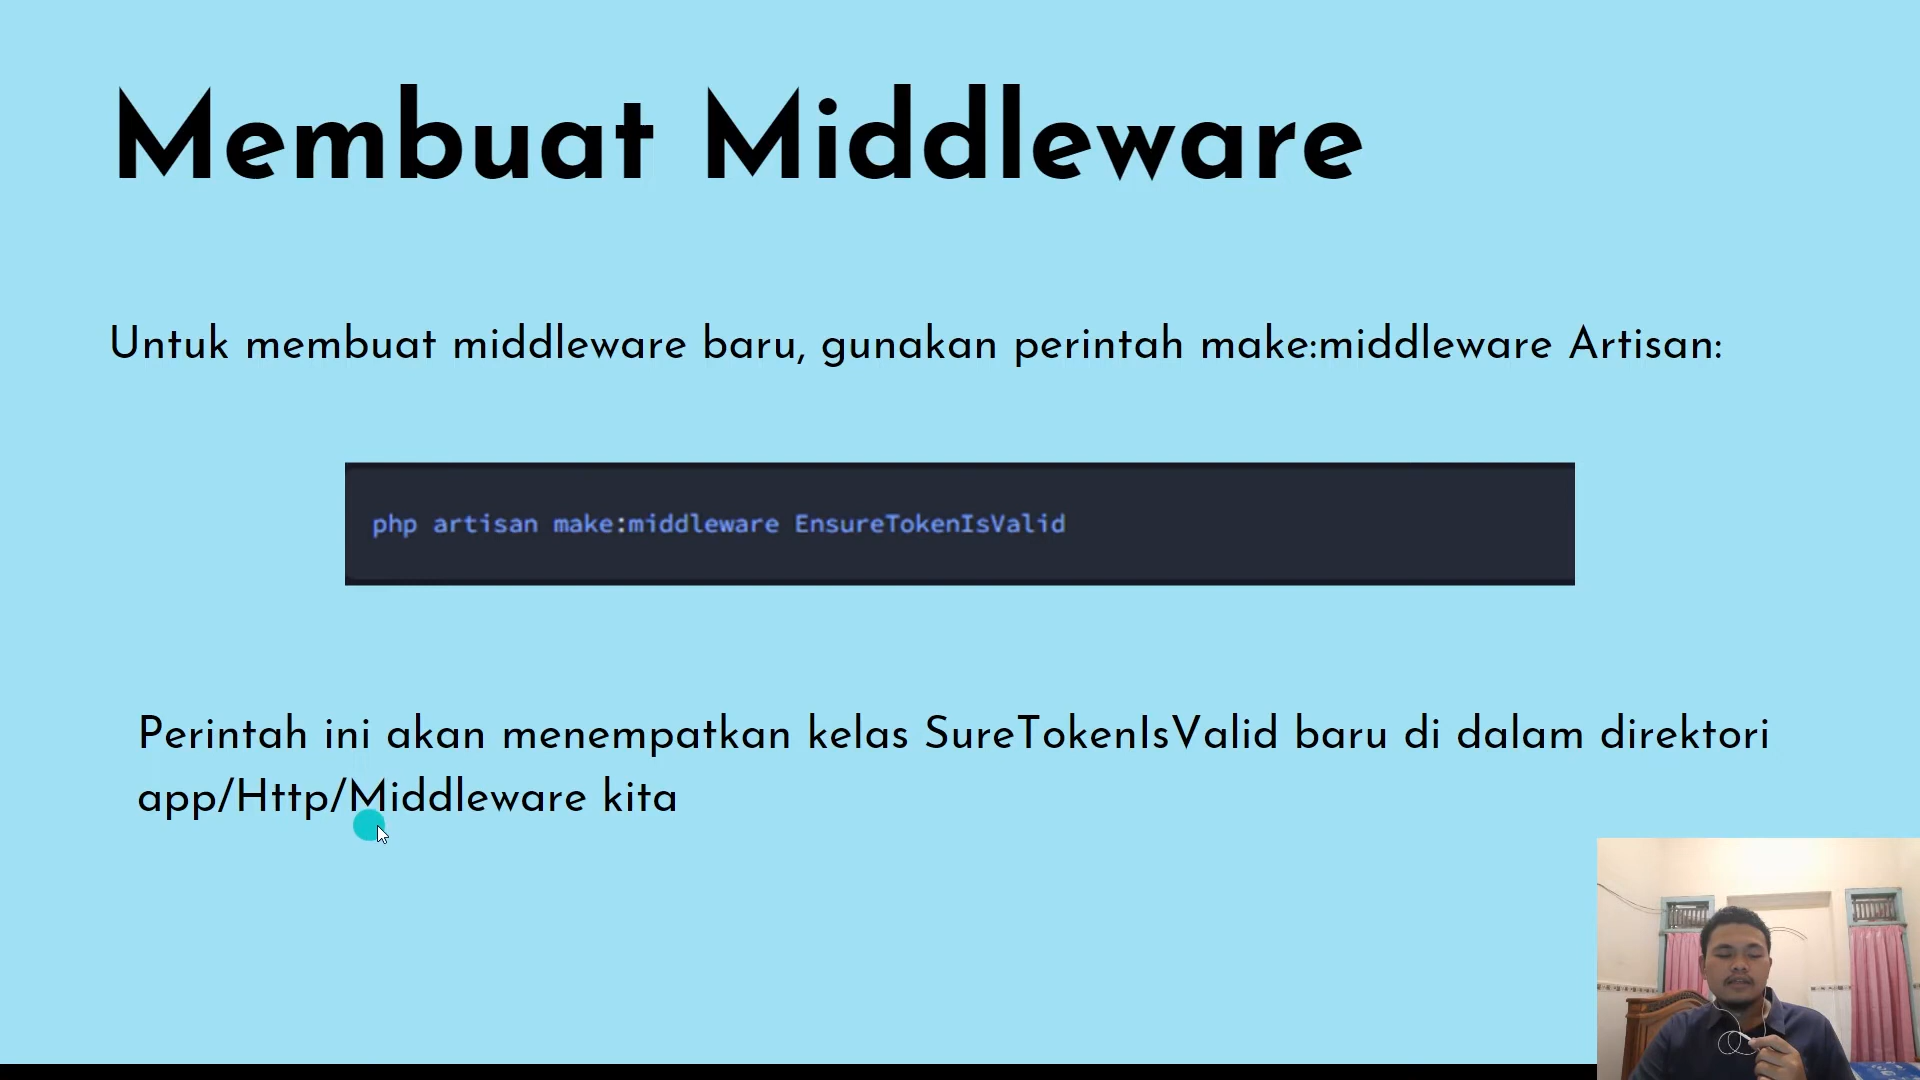 Membuat Middleware
Untuk membuat middleware baru, gunakan perintah make:middleware Artisan:
php artisan make:middleware EnsureTokenIsValid
Perintah ini akan menempatkan kelas SureTokenIsValid baru di dalam direktori
app/Http/Middleware kita